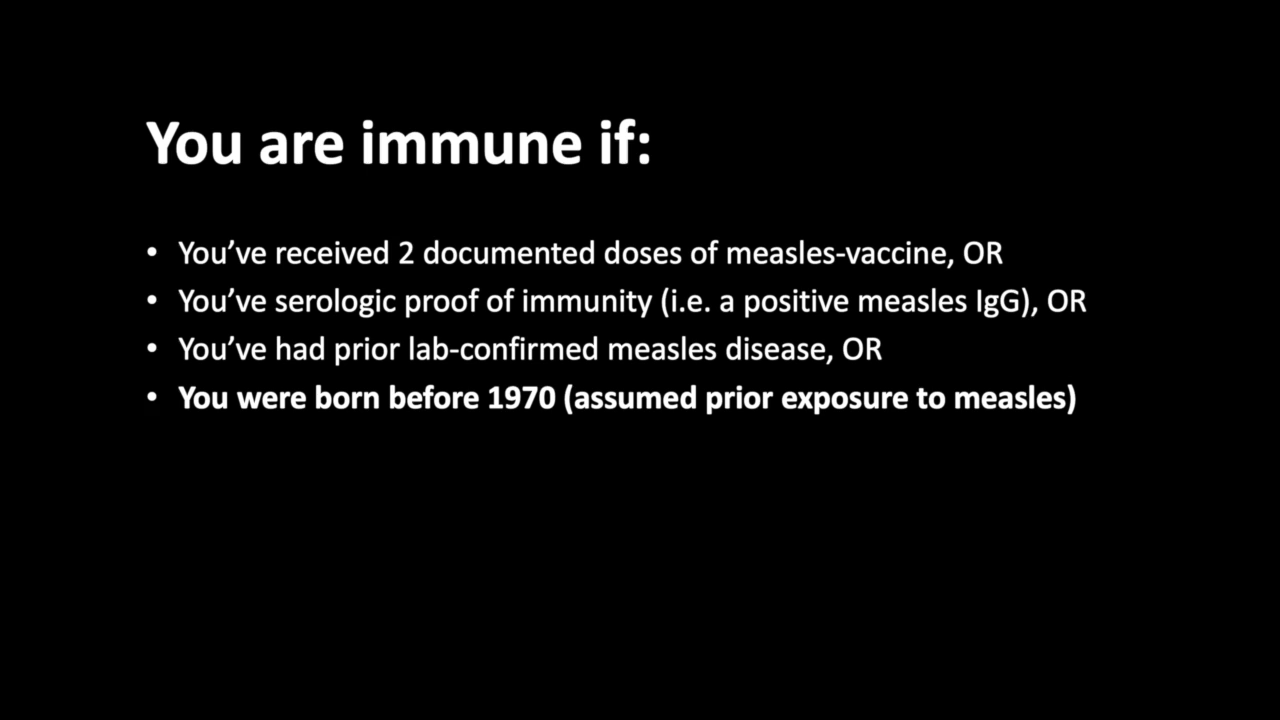 You are immune if:
• You’ve received 2 documented doses of measles-vaccine, OR
• You’ve serologic proof of immunity (i.e. a positive measles IgG), OR
• You’ve had prior lab-confirmed measles disease, OR
• You were born before 1970 (assumed prior exposure to measles)